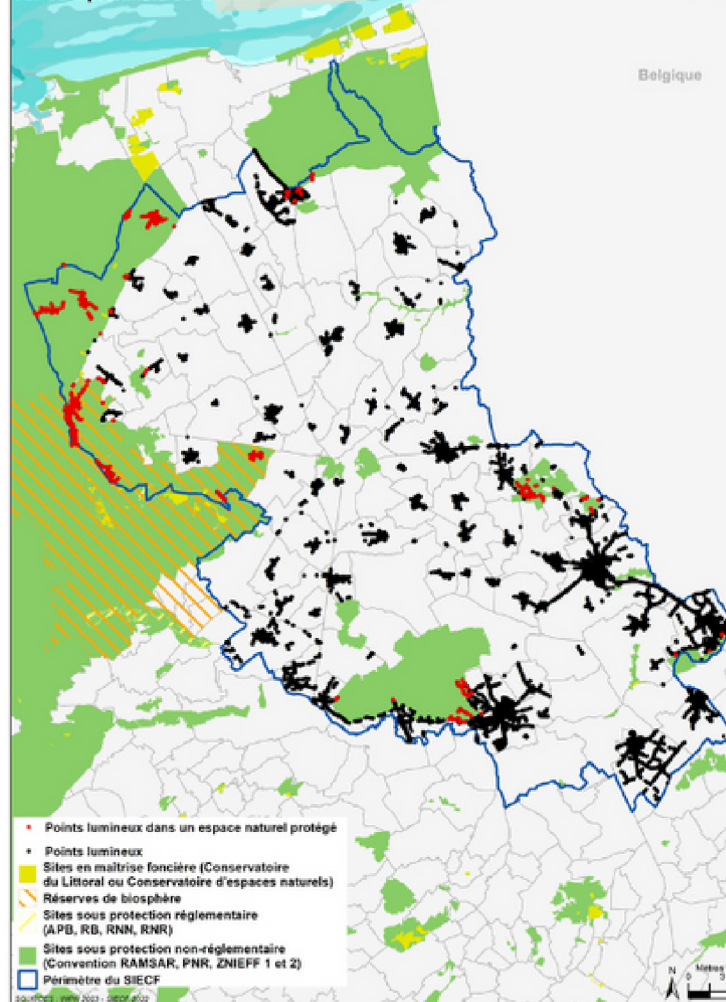 Belgique
Points lumineux dans un espace naturel protégé
Points lumineux
Sites en maîtrise foncière (Conservatoire
du Littoral ou Conservatoire d'espaces naturels)
Réserves de biosphère
Sites sous protection réglementaire
(APB, RB, RNN, RNR)
Sites sous protection non-réglementaire
(Convention RAMSAR, PNR, ZNIEFF 1 et 2)
Périmètre du SIECF
N
Mètres